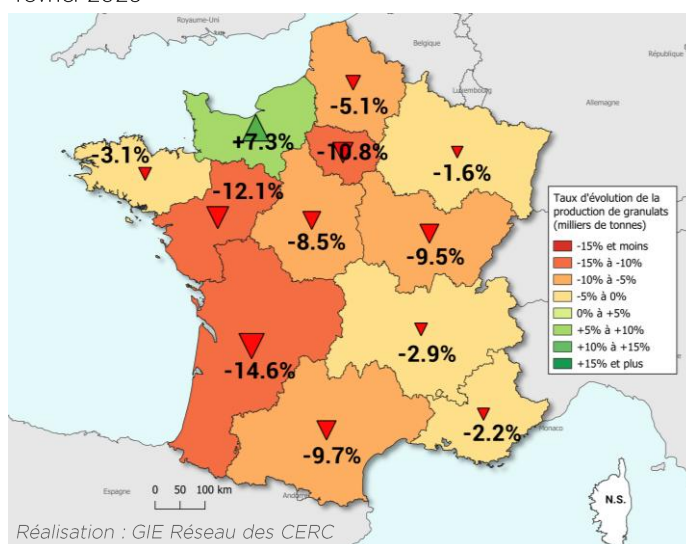 Royaume-Uni
Belgique
République
Luxembourg
Allemagne
-5.1%
+7.3%
-10.8%
-3.1%
-1.6%
-12.1%
-8.5%
-9.5%
Taux d'évolution de la
production de granulats
(milliers de tonnes)
-15% et moins
-15% à -10%
-10% à -5%
-5% à 0%
0% à +5%
+5% à +10%
+10% à +15%
+15% et plus
-14.6%
-2.9%
-2.2%
Monaco
-9.7%
Espagne
0 50 100 km
N.S.
Réalisation : GIE Réseau des CERC